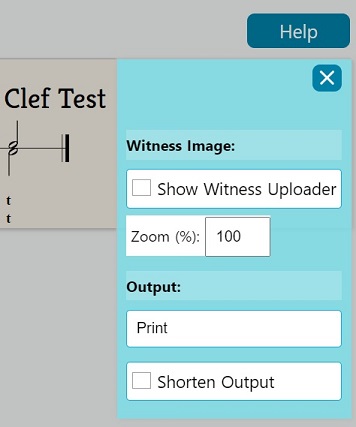 Help
Clef Test
t
t
Witness Image:
Show Witness Uploader
Zoom (%): 100
Output:
Print
Shorten Output